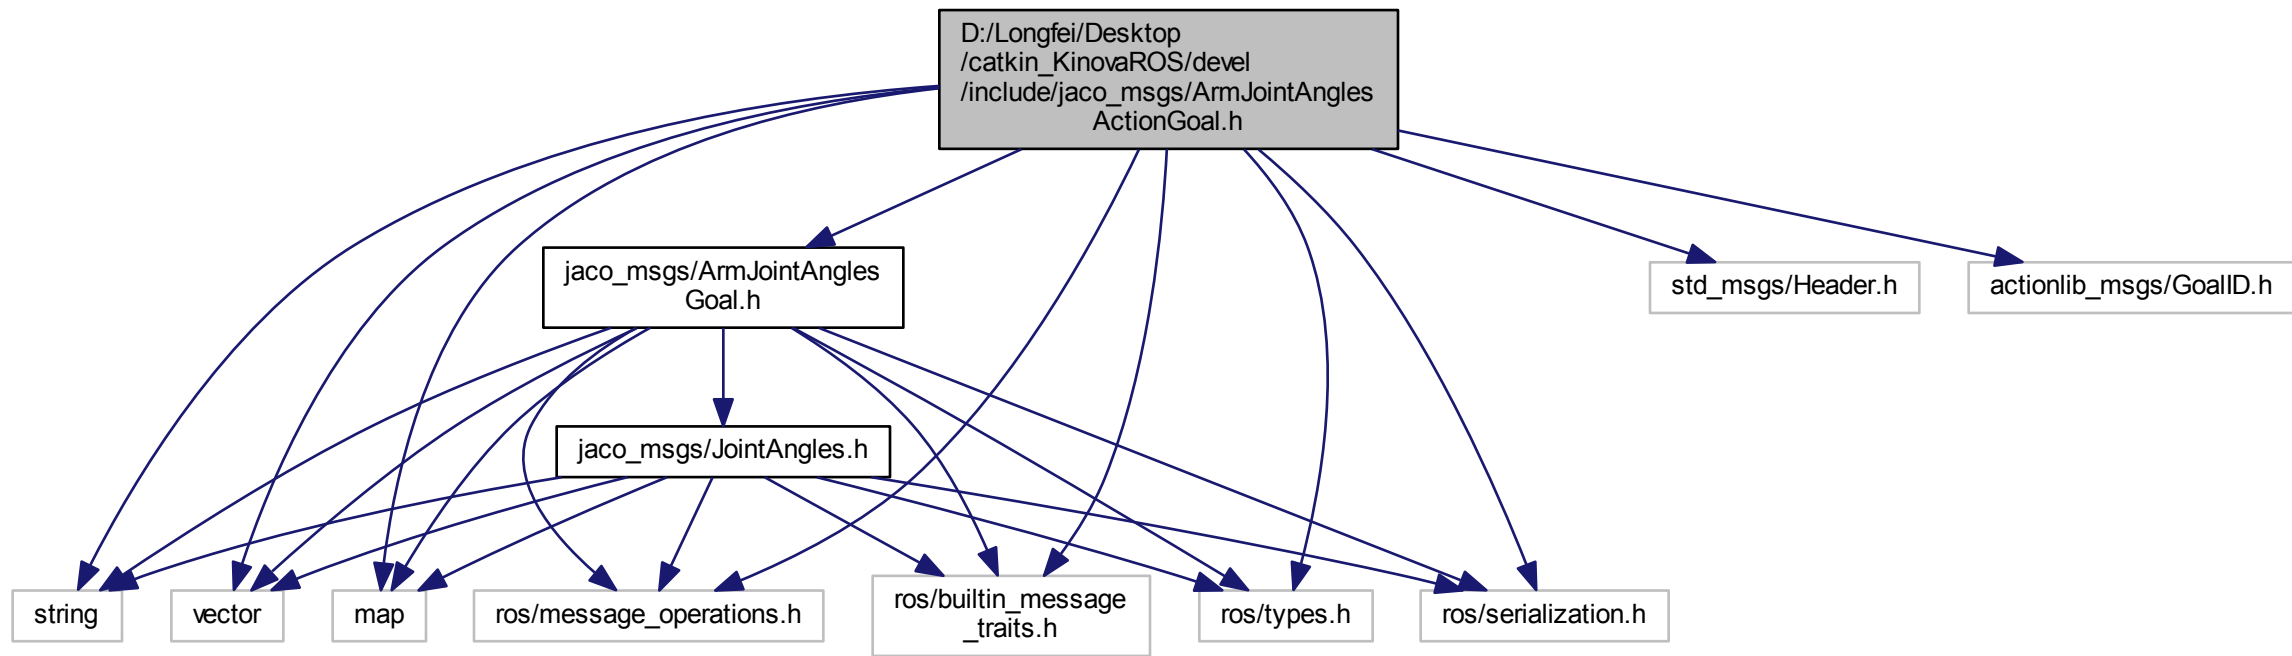 D:/Longfei/Desktop
/catkin_KinovaROS/devel
/include/jaco_msgs/ArmJointAngles
ActionGoal.h
jaco_msgs/ArmJointAngles
Goal.h
std_msgs/Header.h
actionlib_msgs/GoalID.h
jaco_msgs/JointAngles.h
string
vector
map
ros/message_operations.h
ros/builtin_message
_traits.h
ros/types.h
ros/serialization.h